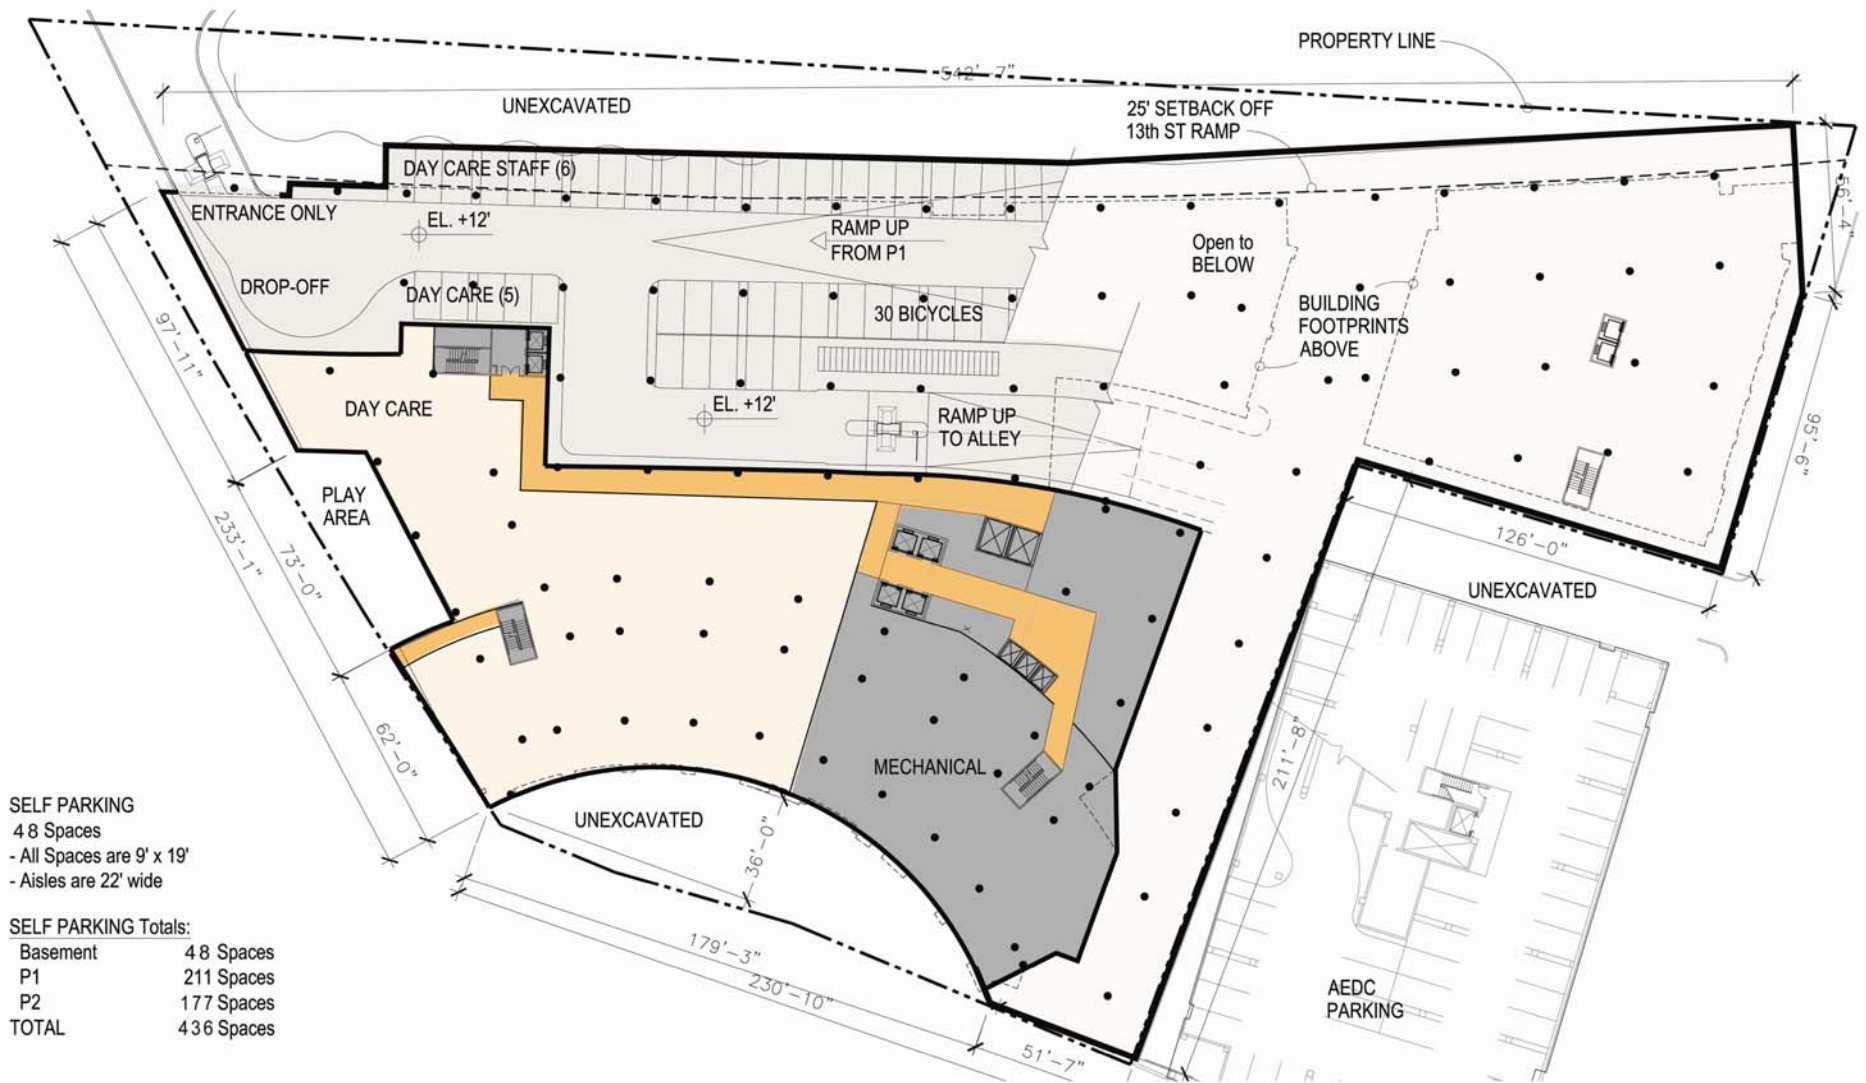 PROPERTY LINE
542'-7"
UNEXCAVATED
25' SETBACK OFF
13th ST RAMP
DAY CARE STAFF (6)
56'-4"
ENTRANCE ONLY
EL. +12'
RAMP UP
FROM P1
Open to
BELOW
DROP-OFF
DAY CARE (5)
30 BICYCLES
BUILDING
FOOTPRINTS
ABOVE
97'-11"
DAY CARE
EL. +12'
RAMP UP
TO ALLEY
95'-6"
PLAY
AREA
233'-1"
73'-0"
126'-0"
UNEXCAVATED
62'-0"
211'-8"
MECHANICAL
UNEXCAVATED
36'-0"
SELF PARKING
48 Spaces
- All Spaces are 9' x 19'
- Aisles are 22' wide
SELF PARKING Totals:
Basement 48 Spaces
P1 211 Spaces
P2 177 Spaces
TOTAL 436 Spaces
179'-3"
230'-10"
51'-7"
AEDC
PARKING